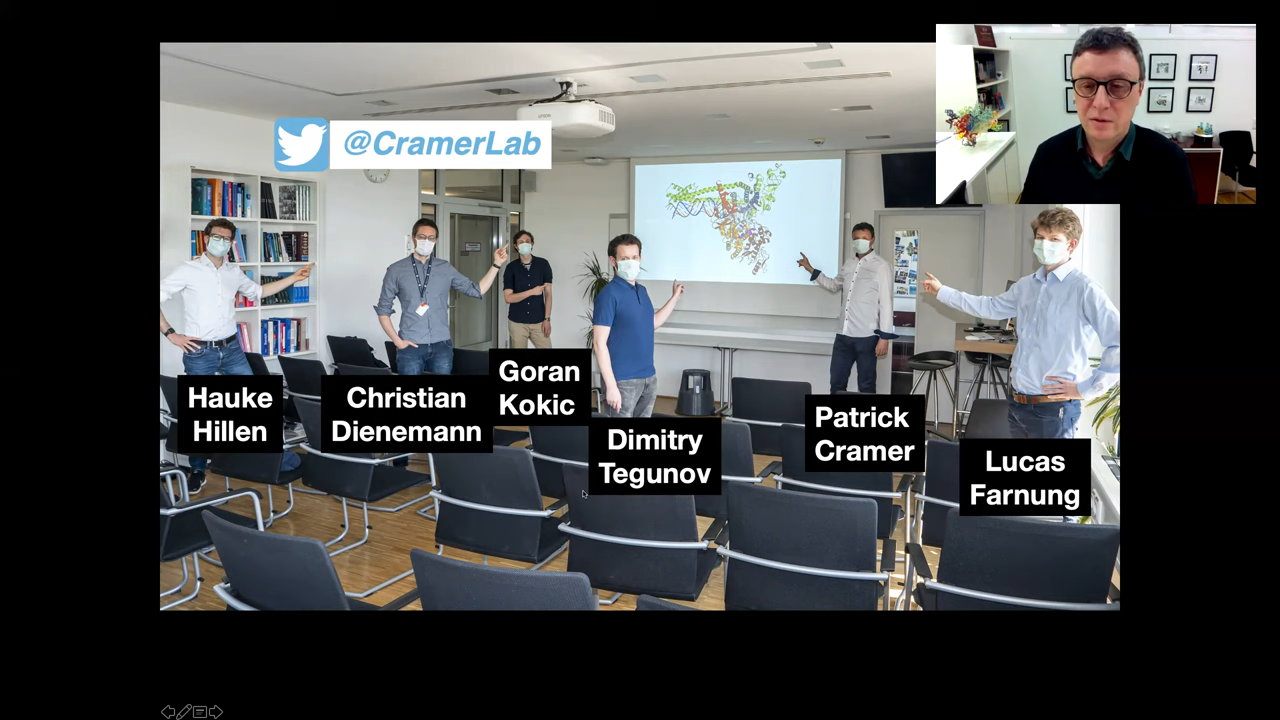 @CramerLab
Hauke
Hillen
Christian
Dienemann
Goran
Kokic
Dimitry
Tegunov
Patrick
Cramer
Lucas
Farnung